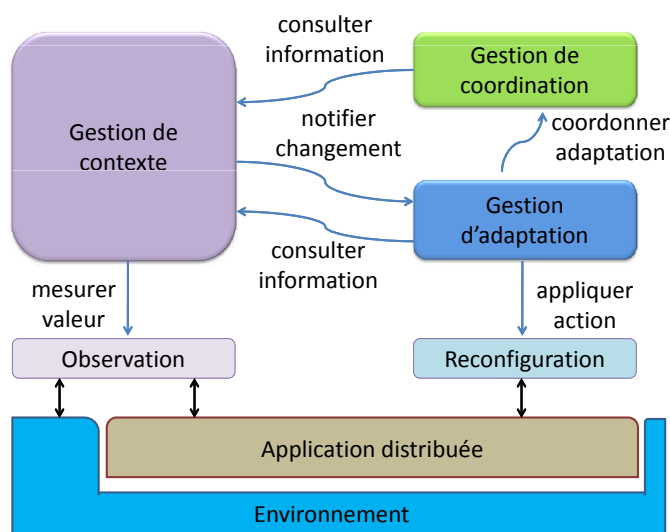 consulter
information
Gestion de
coordination
Gestion de
contexte
notifier
changement
coordonner
adaptation
Gestion
d'adaptation
consulter
information
mesurer
valeur
appliquer
action
Observation
Reconfiguration
Application distribuée
Environnement